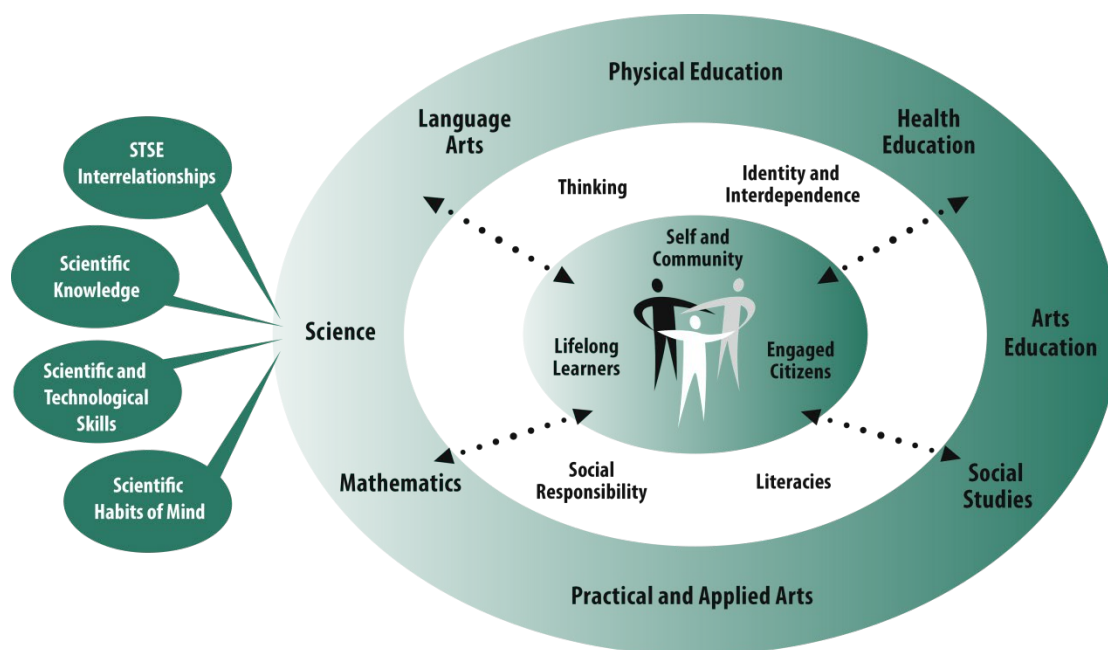 STSE
Interrelationships
Scientific
Knowledge
Scientific and
Technological
Skills
Scientific
Habits of Mind
Science
Language
Arts
Physical Education
Health
Education
Arts
Education
Social
Studies
Practical and Applied Arts
Mathematics
Thinking
Identity and
Interdependence
Social
Responsibility
Literacies
Self and
Community
Lifelong
Learners
Engaged
Citizens